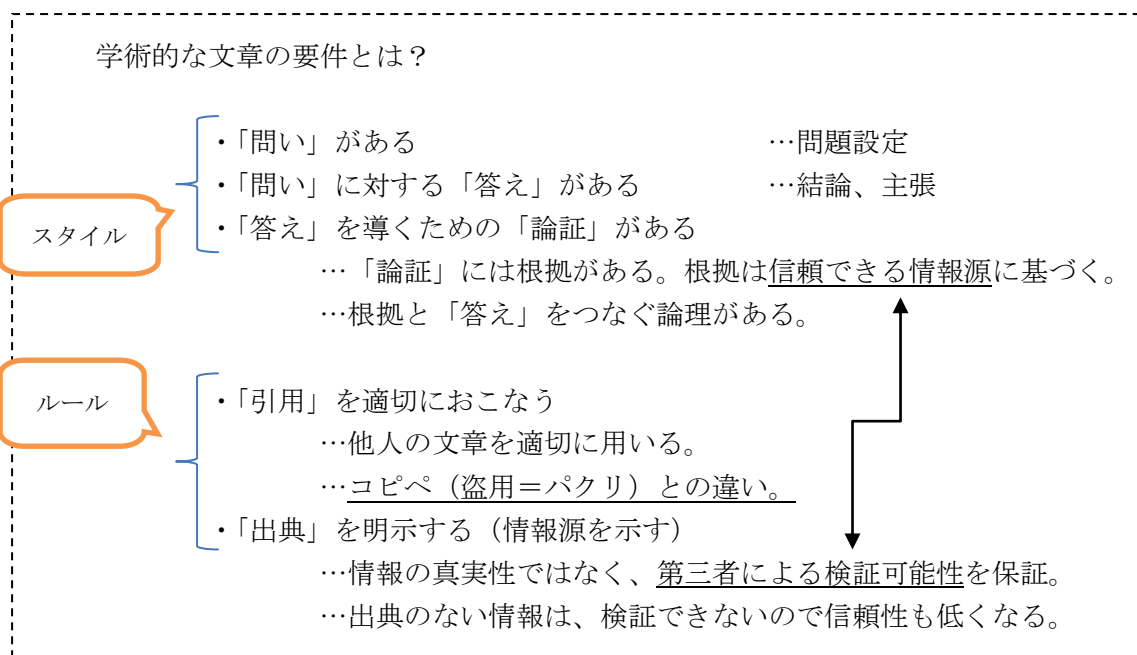 学術的な文章の要件とは？
・「問い」がある …問題設定
・「問い」に対する「答え」がある …結論、主張
スタイル
・「答え」を導くための「論証」がある
…「論証」には根拠がある。根拠は信頼できる情報源に基づく。
…根拠と「答え」をつなぐ論理がある。
ルール
・「引用」を適切におこなう
…他人の文章を適切に用いる。
…コピペ（盗用＝パクリ）との違い。
・「出典」を明示する（情報源を示す）
…情報の真実性ではなく、第三者による検証可能性を保証。
…出典のない情報は、検証できないので信頼性も低くなる。